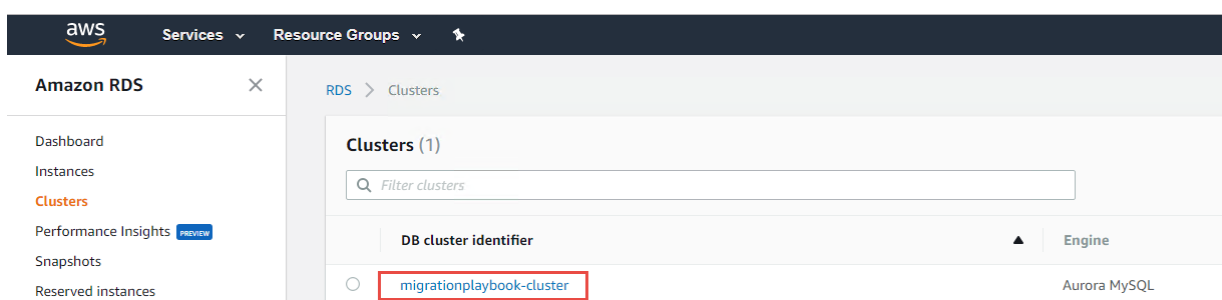 aws Services Resource Groups
Amazon RDS
Dashboard
Instances
Clusters
Performance Insights PREVIEW
Snapshots
Reserved instances
RDS > Clusters
Clusters (1)
Filter clusters
DB cluster identifier Engine
migrationplaybook-cluster Aurora MySQL